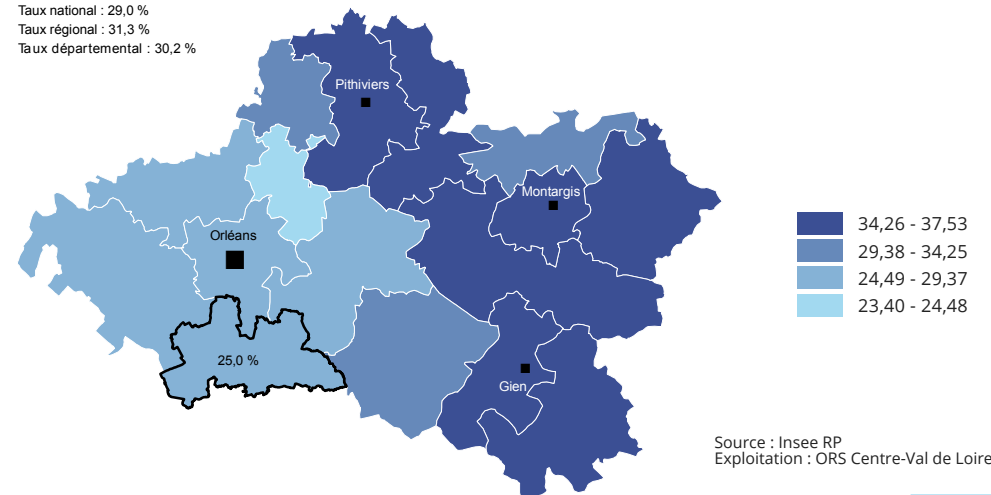 Taux national : 29,0 %
Taux régional : 31,3 %
Taux départemental : 30,2 %
Pithiviers
Montargis
Orléans
34,26 - 37,53
29,38 - 34,25
24,49 - 29,37
23,40 - 24,48
25,0 %
Gien
Source : Insee RP
Exploitation : ORS Centre-Val de Loire